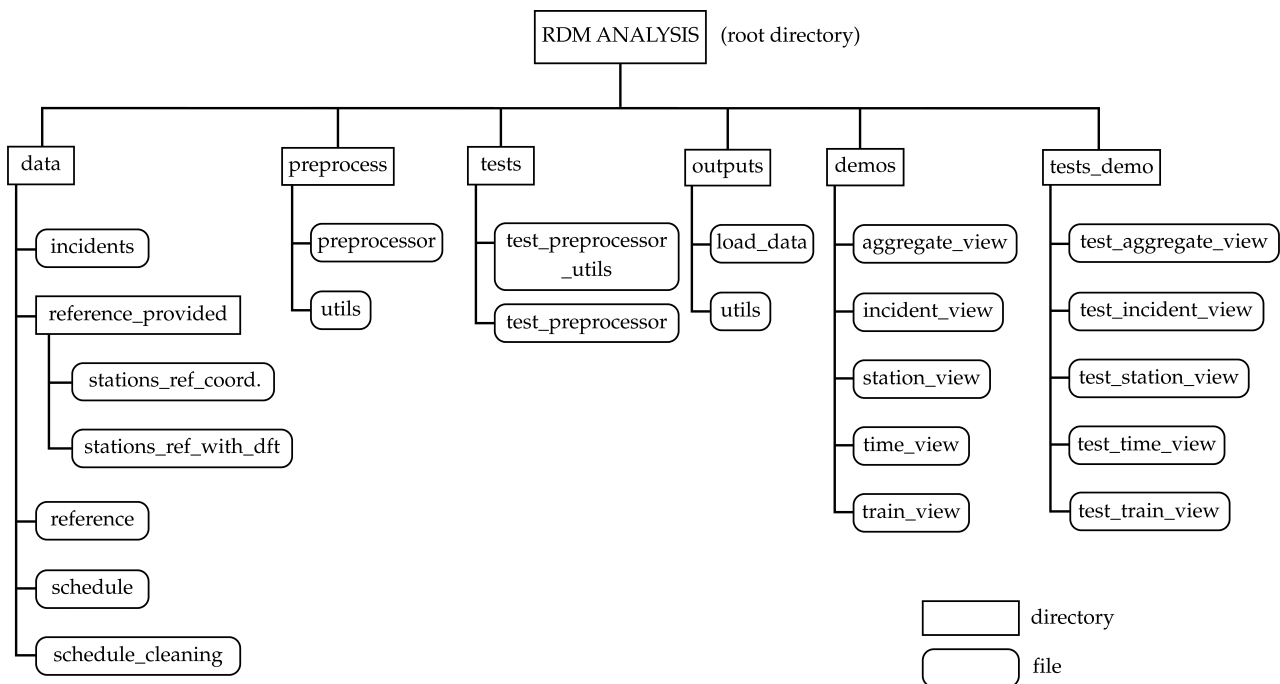 RDM ANALYSIS (root directory)
data
preprocess
tests
outputs
demos
tests_demo
incidents
reference_provided
stations_ref_coord.
stations_ref_with_dft
reference
schedule
schedule_cleaning
preprocessor
utils
test_preprocessor
_utils
test_preprocessor
load_data
utils
aggregate_view
incident_view
station_view
time_view
train_view
test_aggregate_view
test_incident_view
test_station_view
test_time_view
test_train_view
directory
file